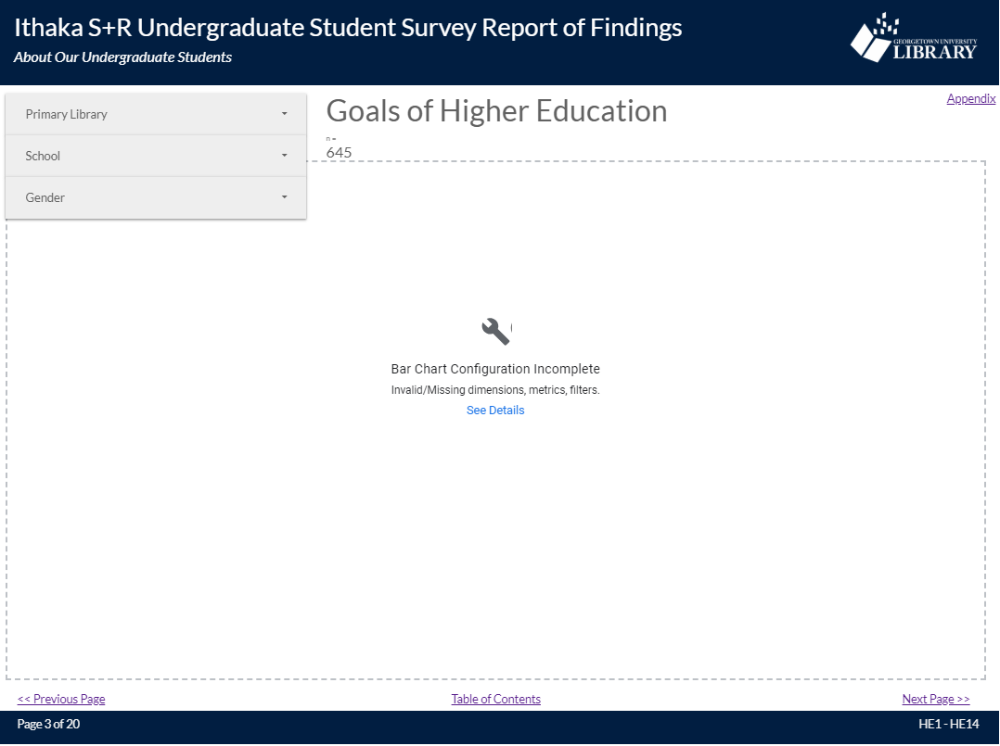 Ithaka S+R Undergraduate Student Survey Report of Findings
About Our Undergraduate Students
GEORGETOWN UNIVERSITY
LIBRARY
Appendix
Primary Library
School
Gender
Goals of Higher Education
n =
645
Bar Chart Configuration Incomplete
Invalid/Missing dimensions, metrics, filters.
See Details
<< Previous Page
Table of Contents
Next Page >>
Page 3 of 20
HE1 - HE14